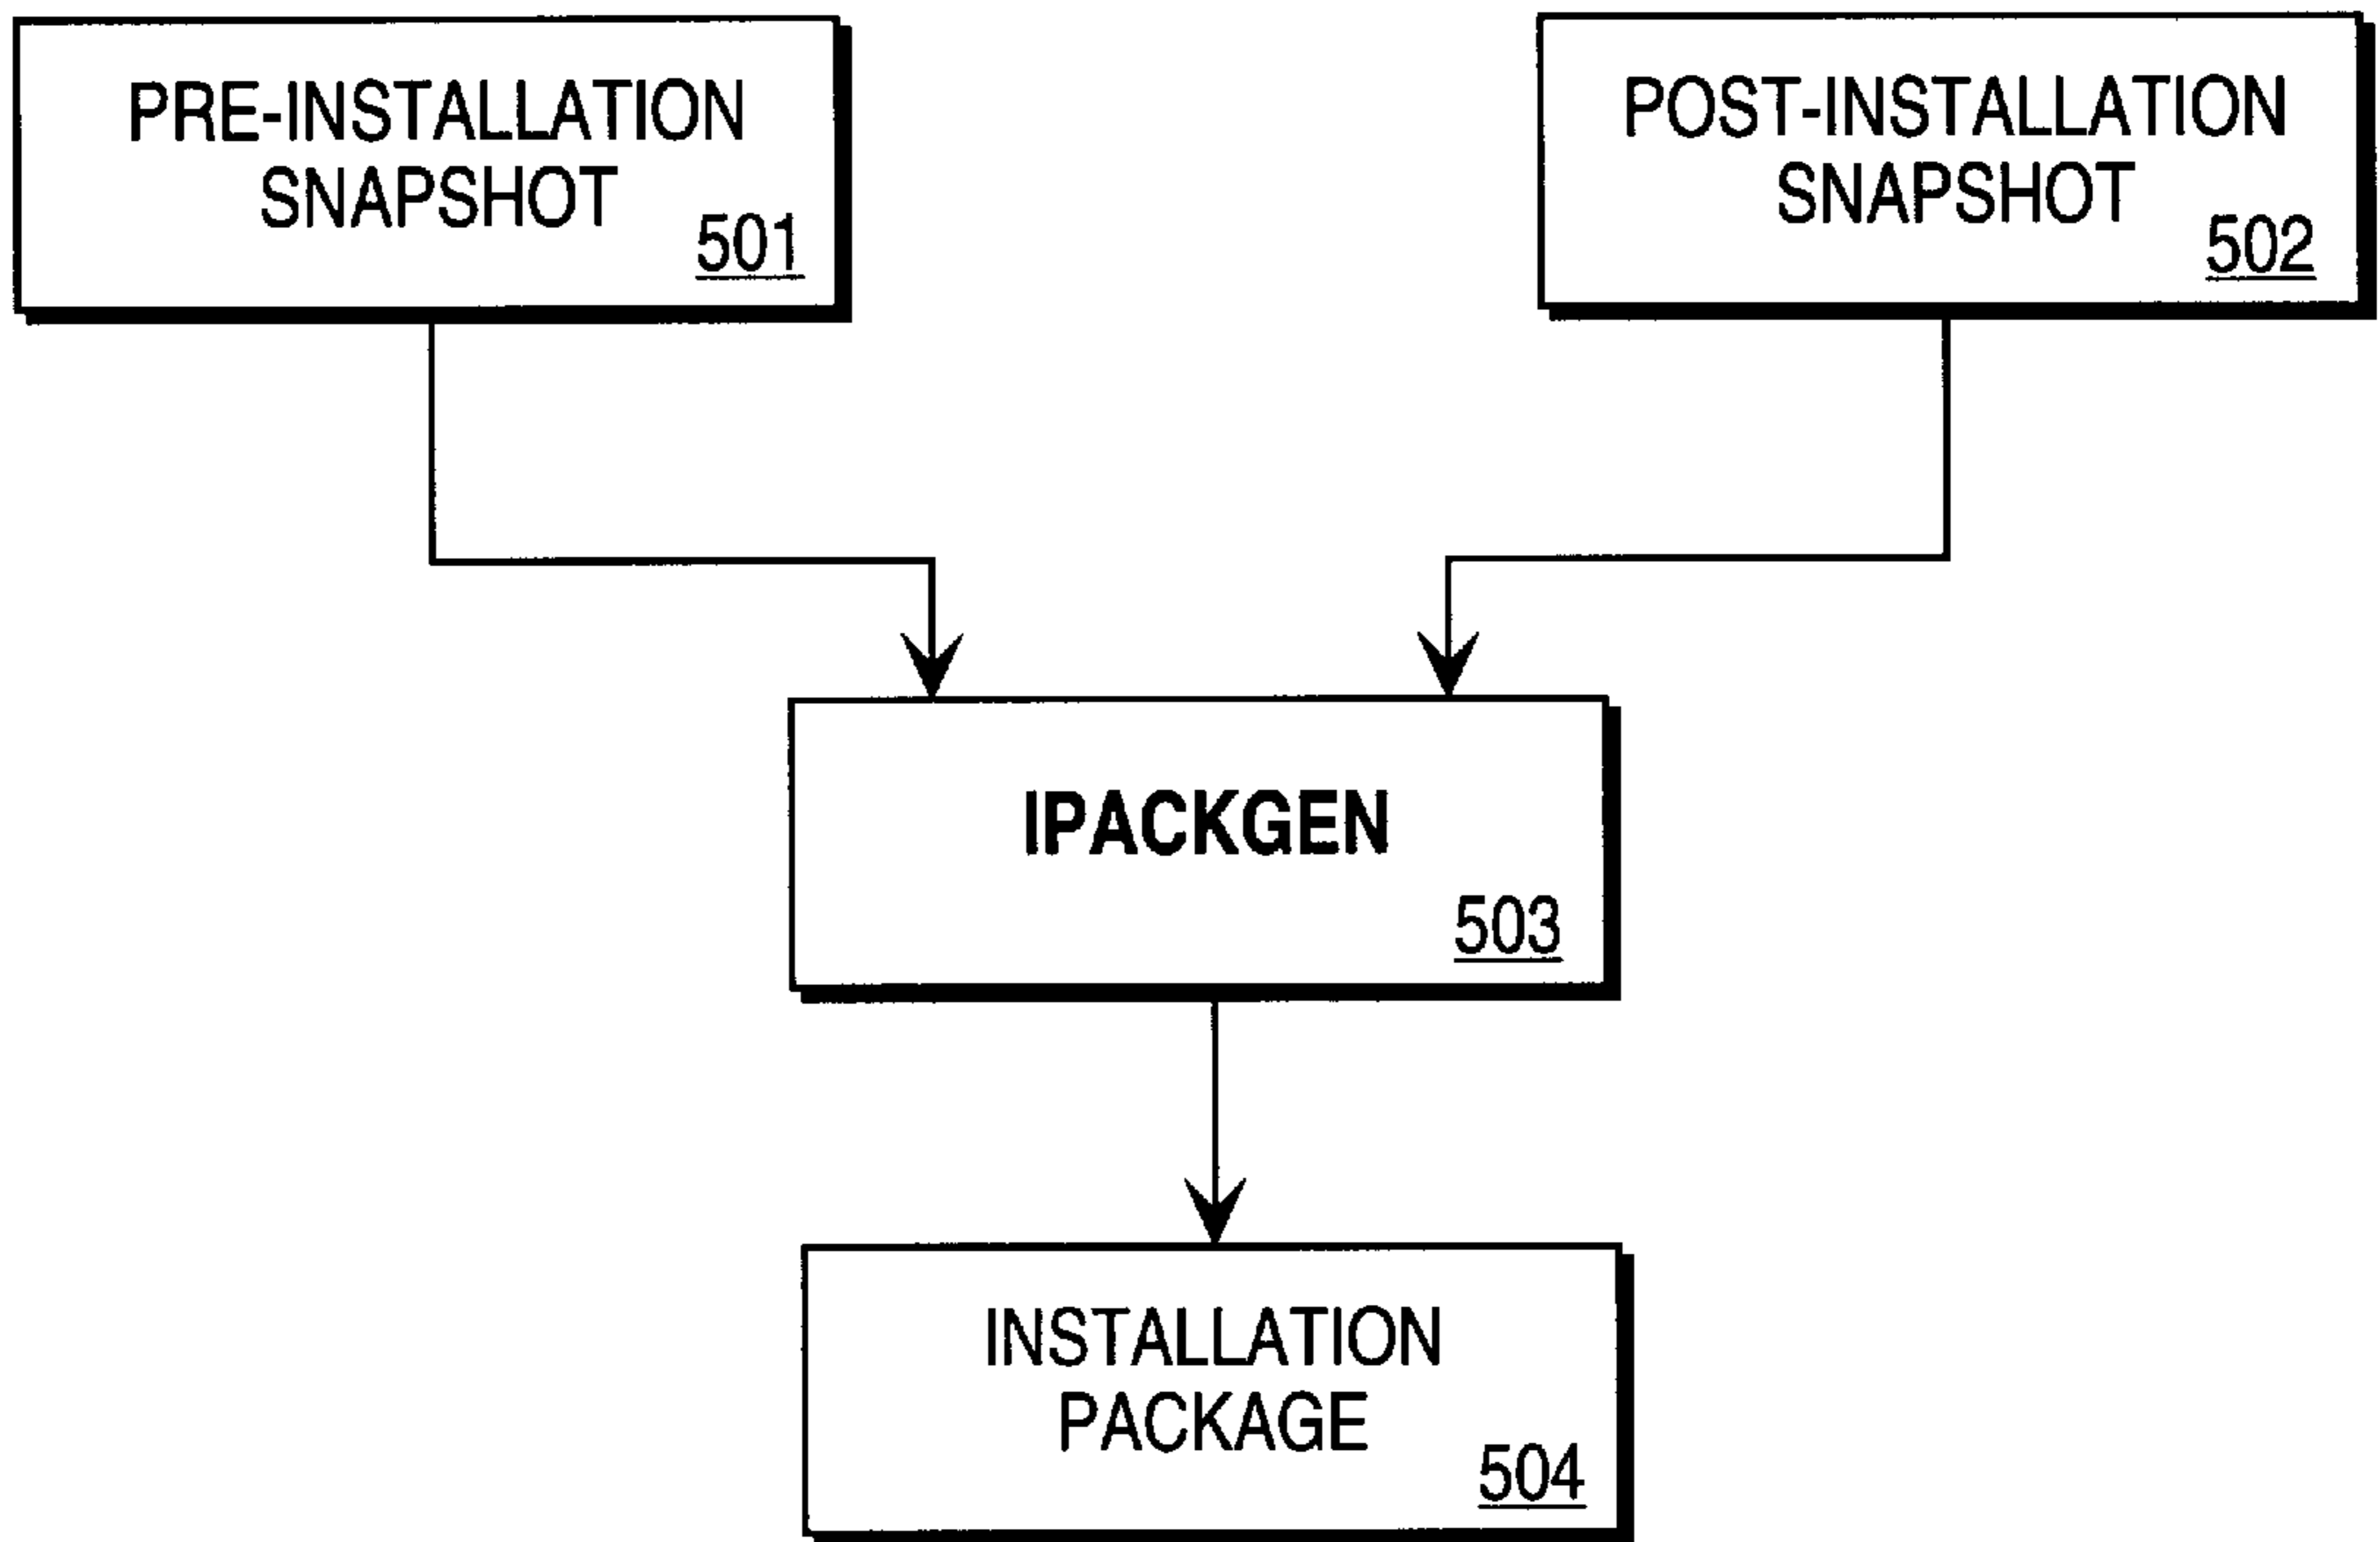 PRE-INSTALLATION
SNAPSHOT
501
POST-INSTALLATION
SNAPSHOT
502
IPACKGEN
503
INSTALLATION
PACKAGE
504